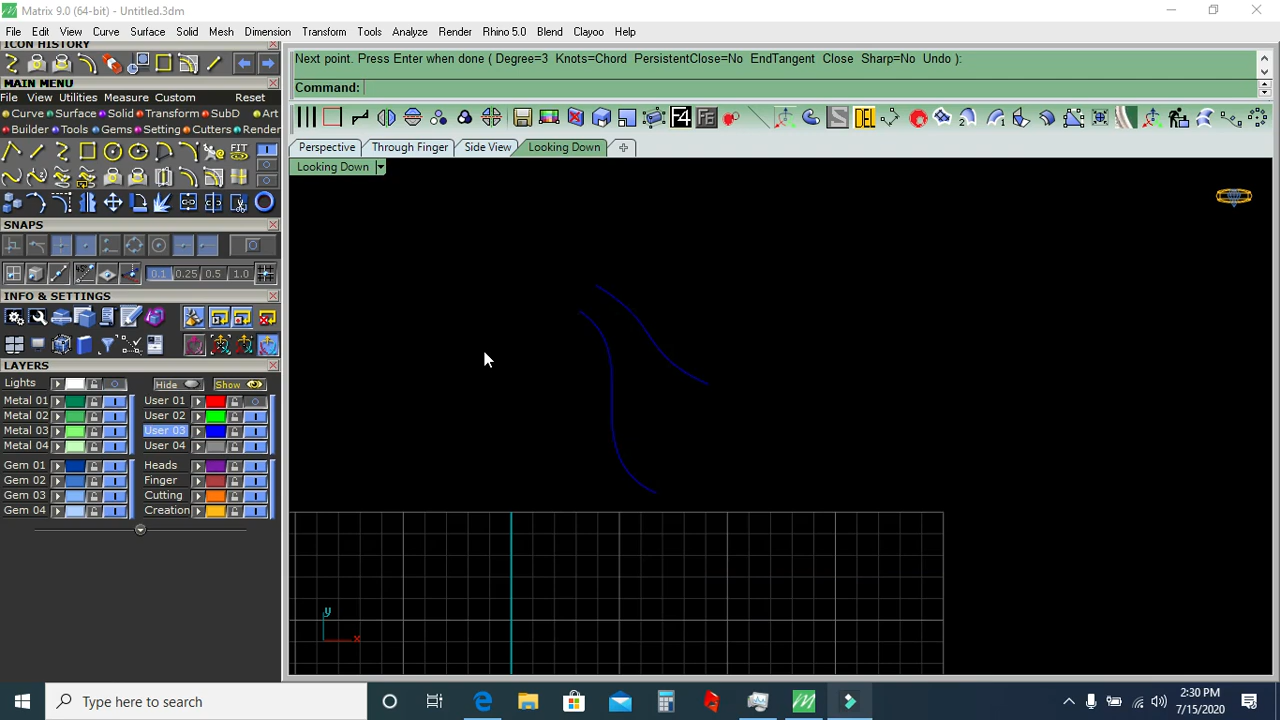 Matrix 9.0 (64-bit) - Untitled.3dm
File Edit View Curve Surface Solid Mesh Dimension Transform Tools Analyze Render Rhino 5.0 Blend Clayoo Help
ICON HISTORY
Next point. Press Enter when done ( Degree=3 Knots=Chord PersistentClose=No EndTangent Close Sharp=No Undo ):
Command:
MAIN MENU
File View Utilities Measure Custom Reset
Curve Surface Solid Transform SubD Art
Builder Tools Gems Setting Cutters Render
F4
DEL
FIT
Perspective Through Finger Side View Looking Down
Looking Down
SNAPS
0.1 0.25 0.5 1.0
INFO & SETTINGS
LAYERS
Lights Hide Show
Metal 01 User 01
Metal 02 User 02
Metal 03 User 03
Metal 04 User 04
Gem 01 Heads
Gem 02 Finger
Gem 03 Cutting
Gem 04 Creation
y
x
Type here to search
2:30 PM
7/15/2020